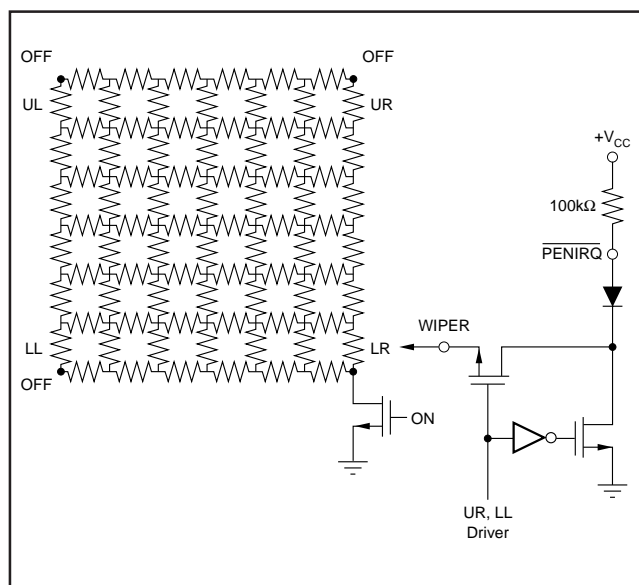 OFF
OFF
UL
UR
+VCC
100kΩ
PENIRQ
WIPER
LL
LR
OFF
ON
UR, LL
Driver